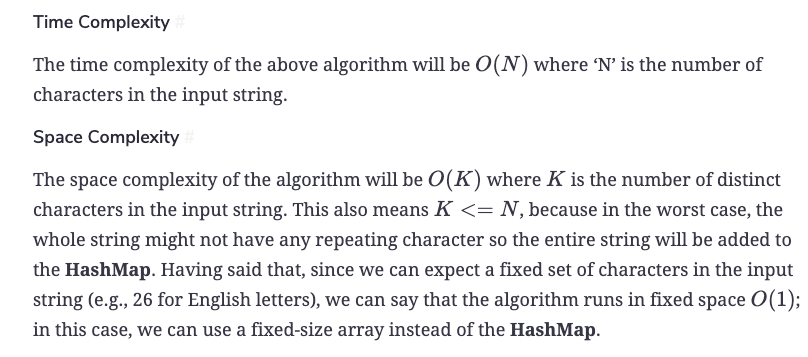 Time Complexity #
The time complexity of the above algorithm will be O(N) where ‘N’ is the number of
characters in the input string.
Space Complexity #
The space complexity of the algorithm will be O(K) where K is the number of distinct
characters in the input string. This also means K <= N, because in the worst case, the
whole string might not have any repeating character so the entire string will be added to
the HashMap. Having said that, since we can expect a fixed set of characters in the input
string (e.g., 26 for English letters), we can say that the algorithm runs in fixed space O(1);
in this case, we can use a fixed-size array instead of the HashMap.